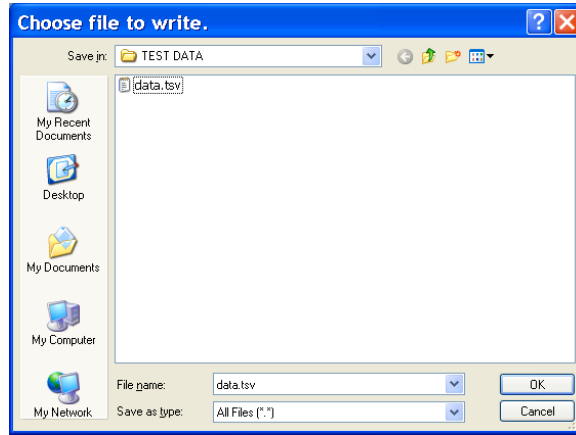 Choose file to write.
Save in:
TEST DATA
data.tsv
My Recent
Documents
Desktop
My Documents
My Computer
My Network
File name:
data.tsv
OK
Save as type:
All Files (*.*)
Cancel